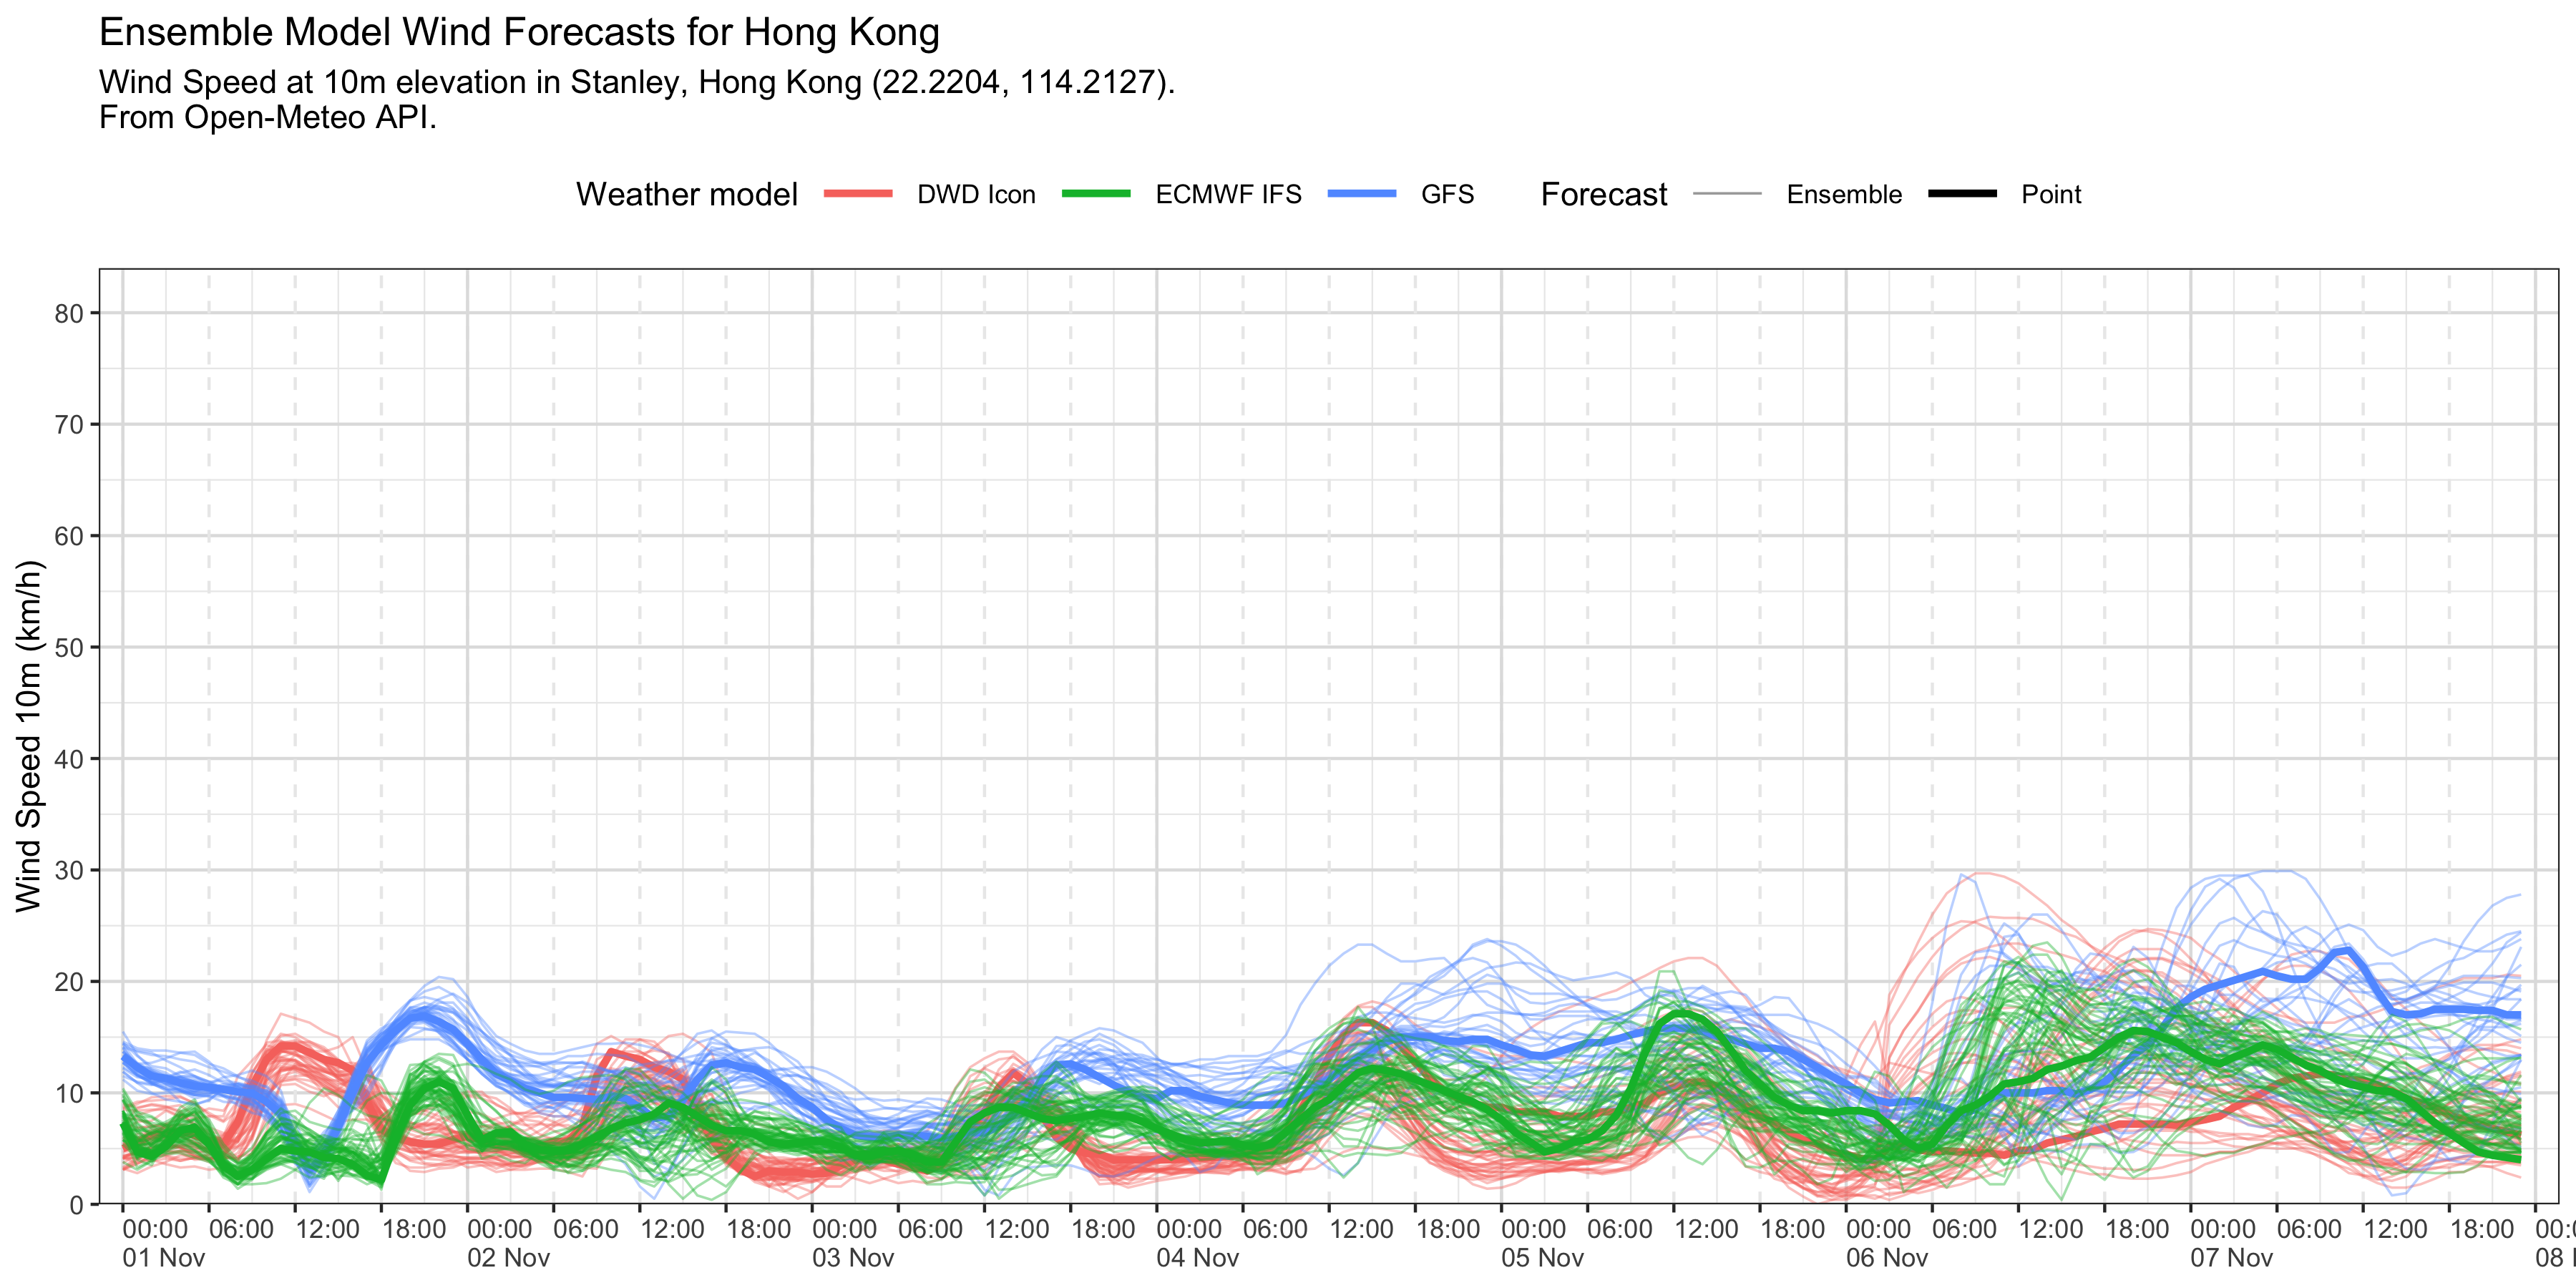 Ensemble Model Wind Forecasts for Hong Kong
Wind Speed at 10m elevation in Stanley, Hong Kong (22.2204, 114.2127).
From Open-Meteo API.
Weather model DWD Icon ECMWF IFS GFS Forecast Ensemble Point
80
70
60
50
40
30
20
10
0
Wind Speed 10m (km/h)
00:00 06:00 12:00 18:00 00:00 06:00 12:00 18:00 00:00 06:00 12:00 18:00 00:00 06:00 12:00 18:00 00:00 06:00 12:00 18:00 00:00 06:00 12:00 18:00 00:00 06:00 12:00 18:00
01 Nov 02 Nov 03 Nov 04 Nov 05 Nov 06 Nov 07 Nov 08